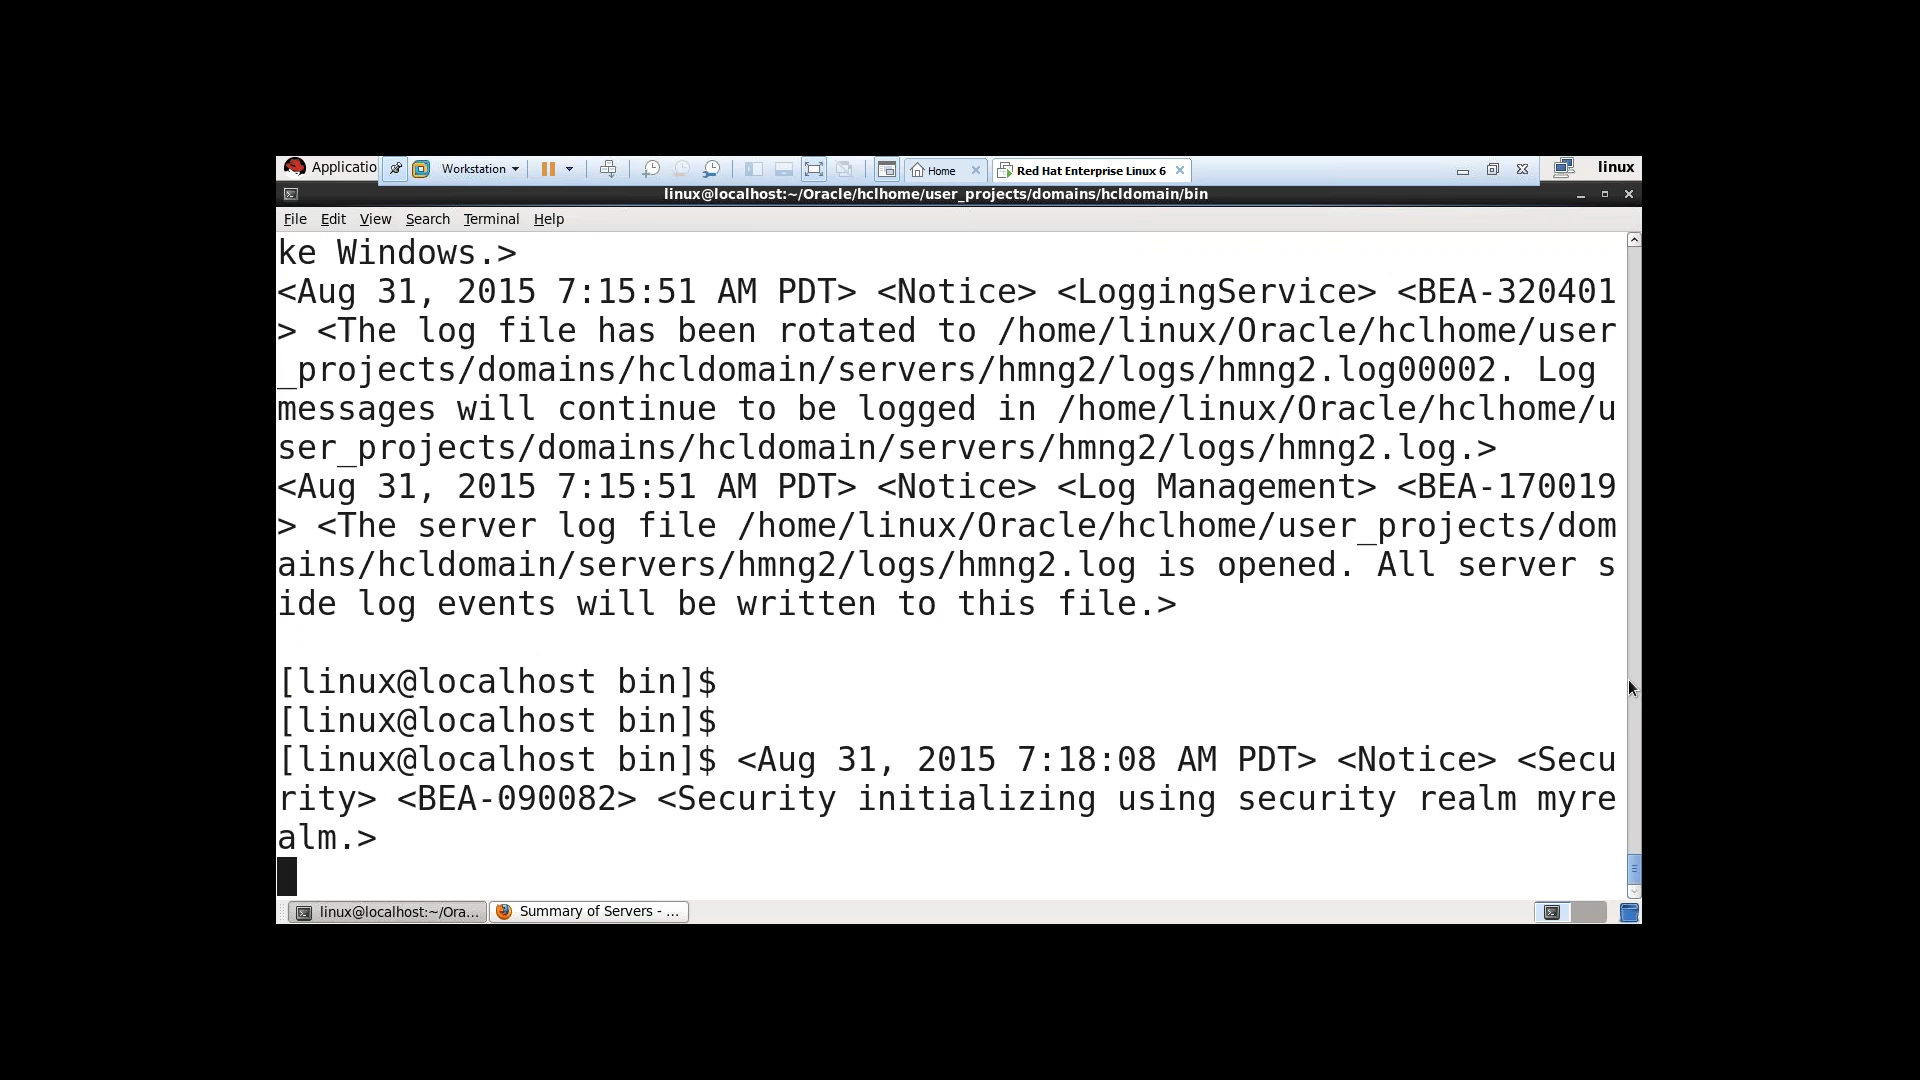 Applicatio
Workstation
Home
Red Hat Enterprise Linux 6
linux
linux@localhost:~/Oracle/hclhome/user_projects/domains/hcldomain/bin
File Edit View Search Terminal Help
ke Windows.>
<Aug 31, 2015 7:15:51 AM PDT> <Notice> <LoggingService> <BEA-320401
> <The log file has been rotated to /home/linux/Oracle/hclhome/user
_projects/domains/hcldomain/servers/hmng2/logs/hmng2.log00002. Log
messages will continue to be logged in /home/linux/Oracle/hclhome/u
ser_projects/domains/hcldomain/servers/hmng2/logs/hmng2.log.>
<Aug 31, 2015 7:15:51 AM PDT> <Notice> <Log Management> <BEA-170019
> <The server log file /home/linux/Oracle/hclhome/user_projects/dom
ains/hcldomain/servers/hmng2/logs/hmng2.log is opened. All server s
ide log events will be written to this file.>
[linux@localhost bin]$
[linux@localhost bin]$
[linux@localhost bin]$ <Aug 31, 2015 7:18:08 AM PDT> <Notice> <Secu
rity> <BEA-090082> <Security initializing using security realm myre
alm.>
linux@localhost:~/Ora...
Summary of Servers - ...